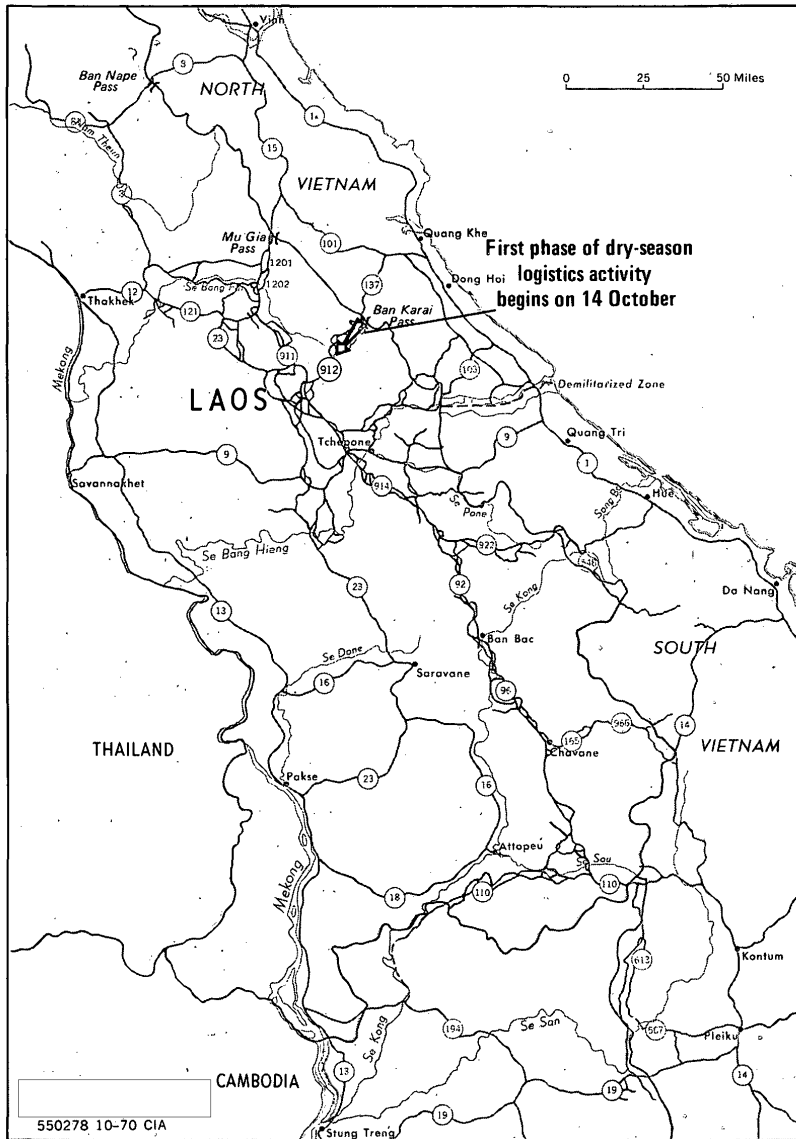 Vinh
Ban Nape
Pass
8
NORTH
0 25 50 Miles
1A
Nam Theun
15
VIETNAM
Mu Gia
Pass
101
Quang Khe
First phase of dry-season
logistics activity
begins on 14 October
1201
137
Dong Hoi
1202
Se Bang
Thakhek
12
121
Ban Karai
Pass
23
911
912
103
Mekong
LAOS
Demilitarized Zone
Tchepone
9
Quang Tri
9
1
Savannakhet
914
Se Pone
Song Bo
Hue
Se Bang Hieng
922
548
23
92
Da Nang
13
Se Kong
Ban Bac
Se Done
SOUTH
16
Saravane
96
THAILAND
165
966
14
VIETNAM
Chavane
Pakse
23
16
Attopeu
Se Sou
Mekong
18
110
110
Kontum
613
194
Se San
Se Kong
507
Pleiku
CAMBODIA
13
19
14
19
550278 10-70 CIA
Stung Treng